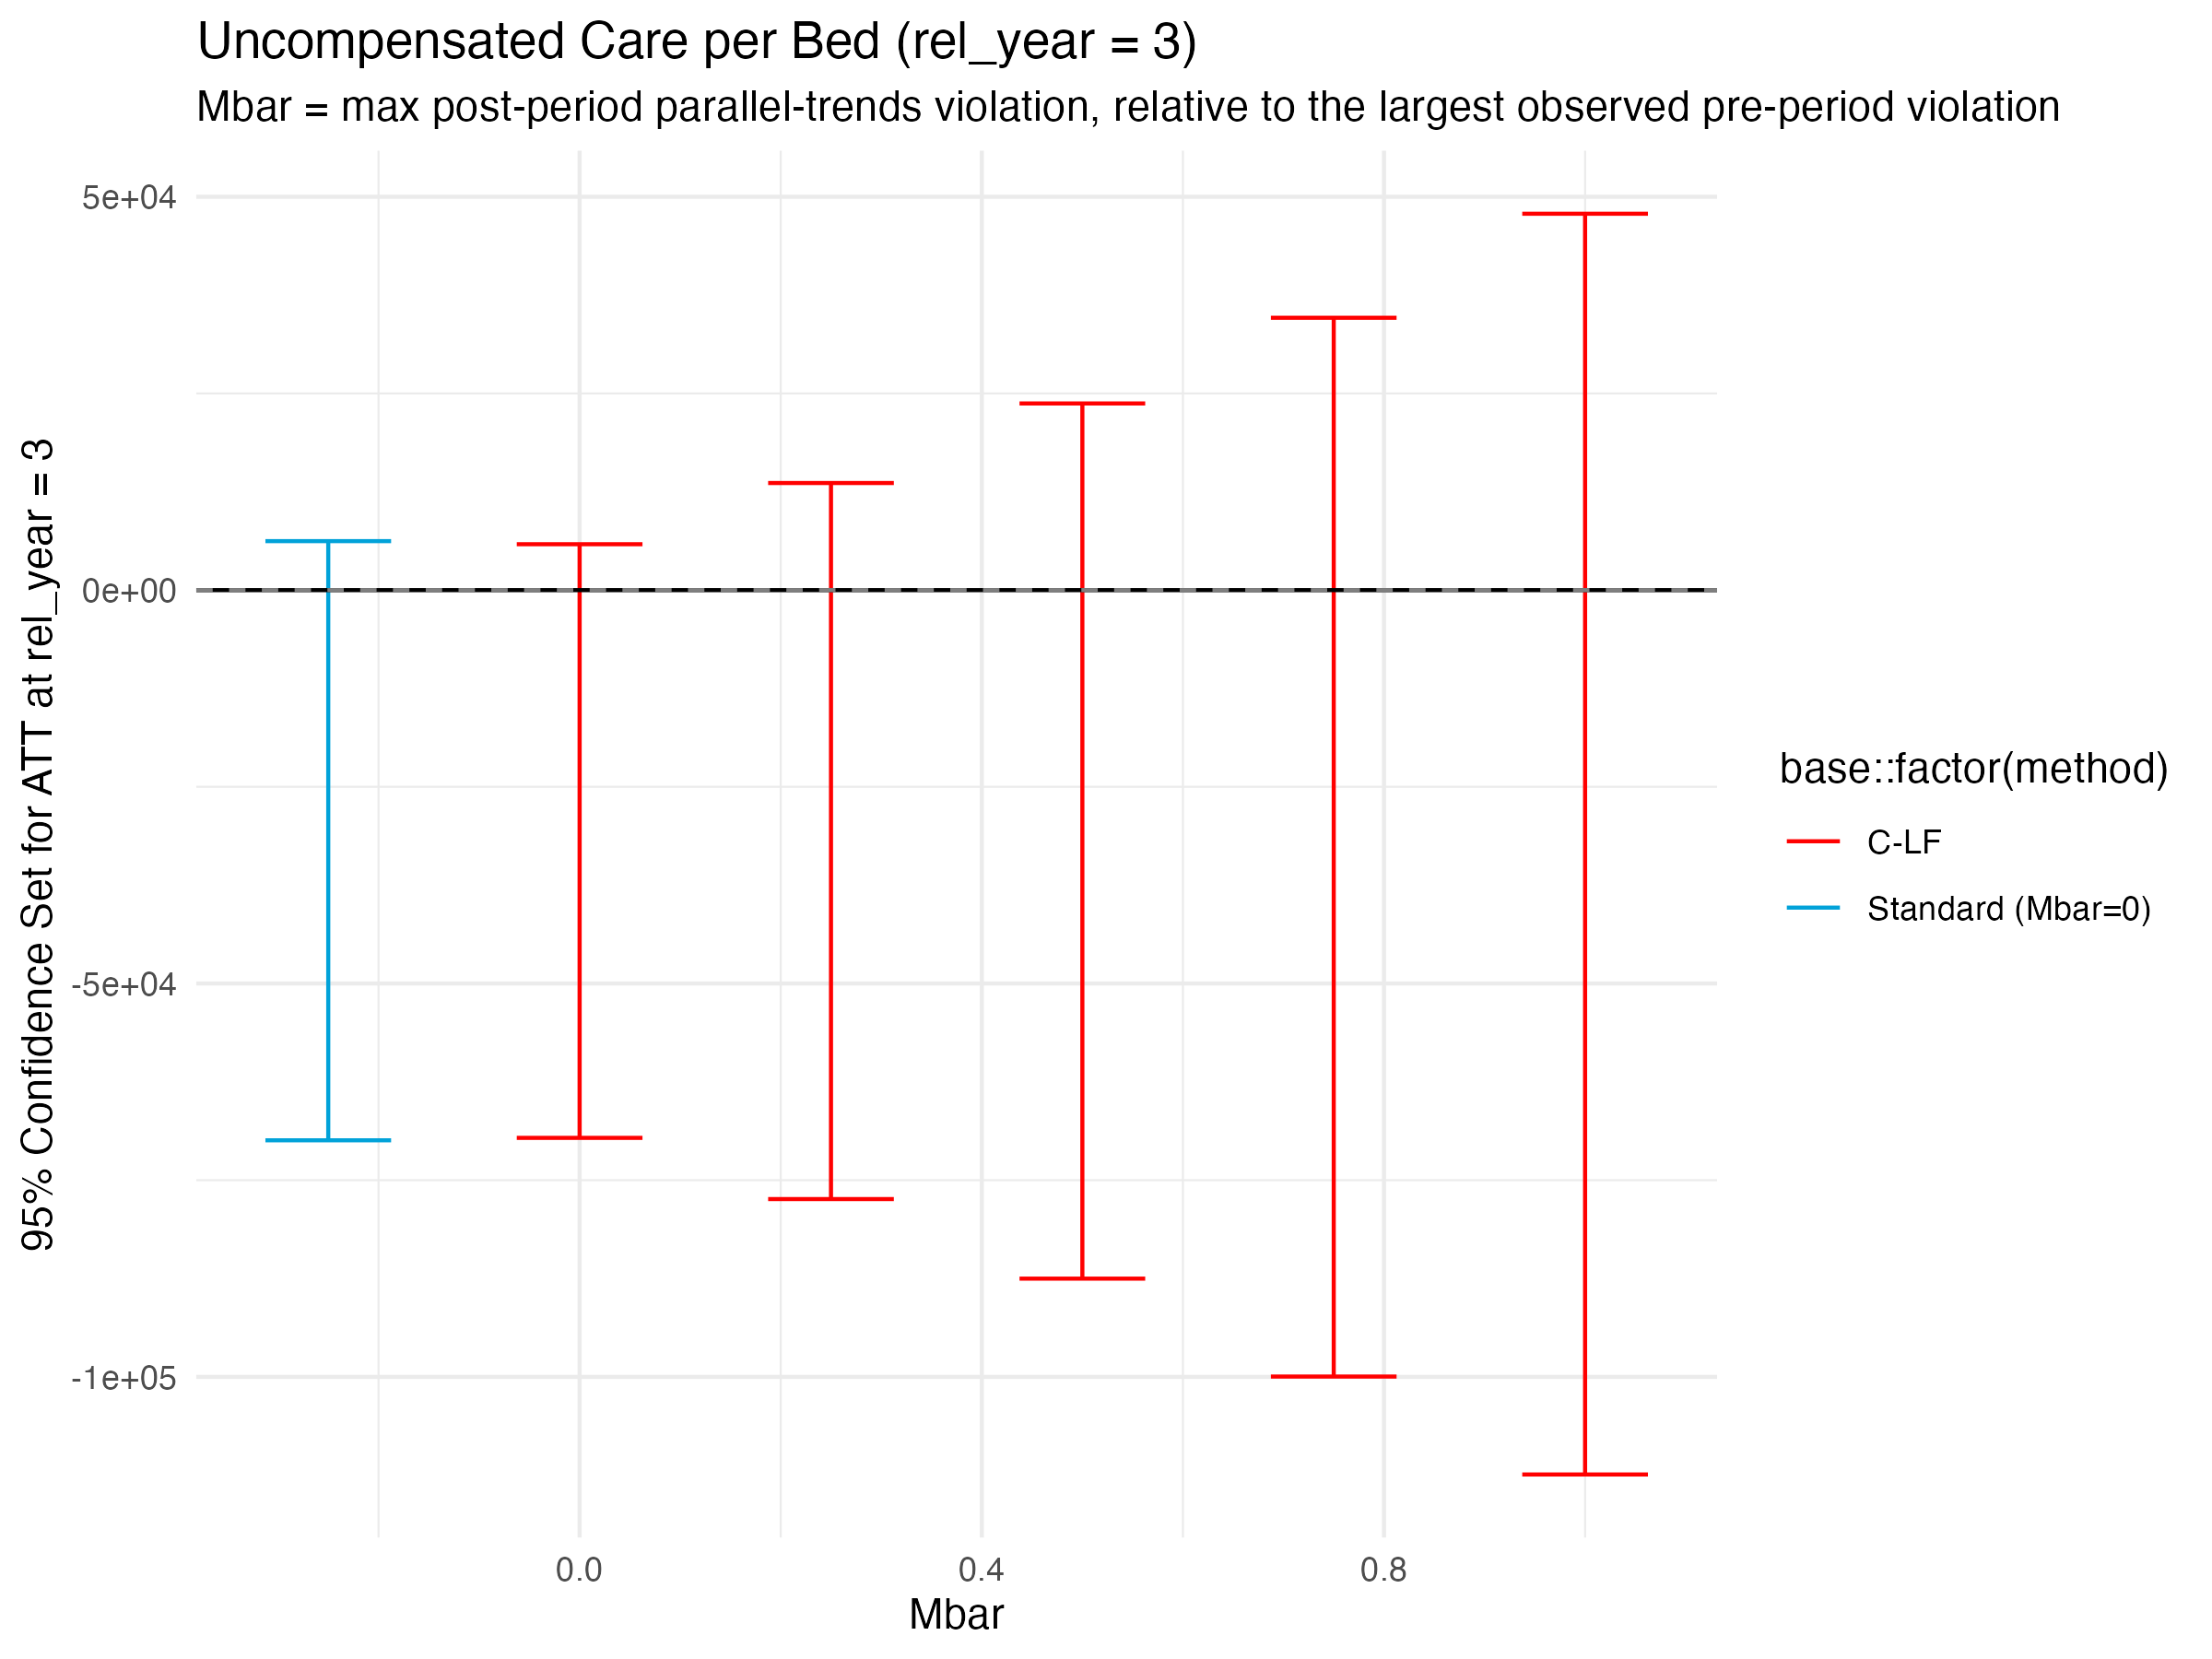 Uncompensated Care per Bed (rel_year = 3)
Mbar = max post-period parallel-trends violation, relative to the largest observed pre-period violation
95% Confidence Set for ATT at rel_year = 3
5e+04
0e+00
-5e+04
-1e+05
0.0
0.4
0.8
Mbar
base::factor(method)
C-LF
Standard (Mbar=0)